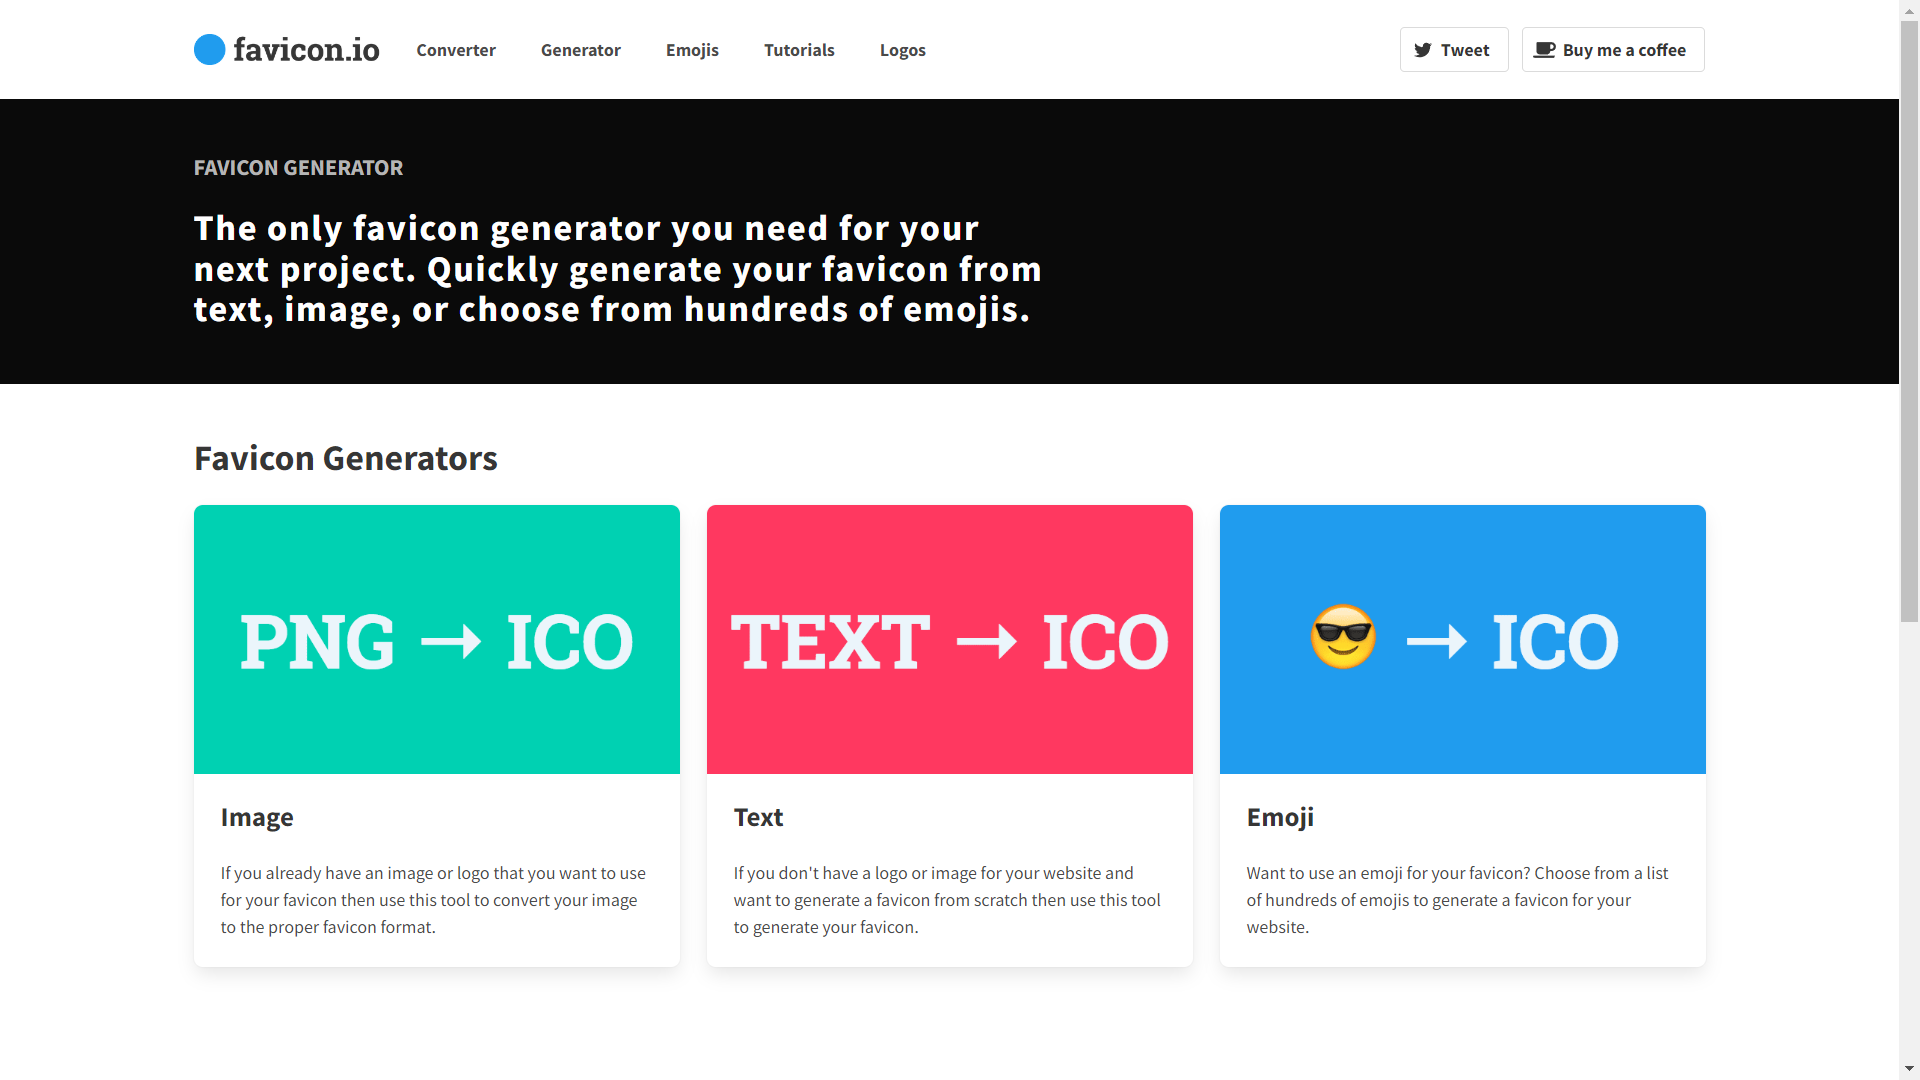 favicon.io
Converter
Generator
Emojis
Tutorials
Logos
Tweet
Buy me a coffee
FAVICON GENERATOR
The only favicon generator you need for your
next project. Quickly generate your favicon from
text, image, or choose from hundreds of emojis.
Favicon Generators
PNG → ICO
Image
If you already have an image or logo that you want to use
for your favicon then use this tool to convert your image
to the proper favicon format.
TEXT → ICO
Text
If you don't have a logo or image for your website and
want to generate a favicon from scratch then use this tool
to generate your favicon.
😎 → ICO
Emoji
Want to use an emoji for your favicon? Choose from a list
of hundreds of emojis to generate a favicon for your
website.